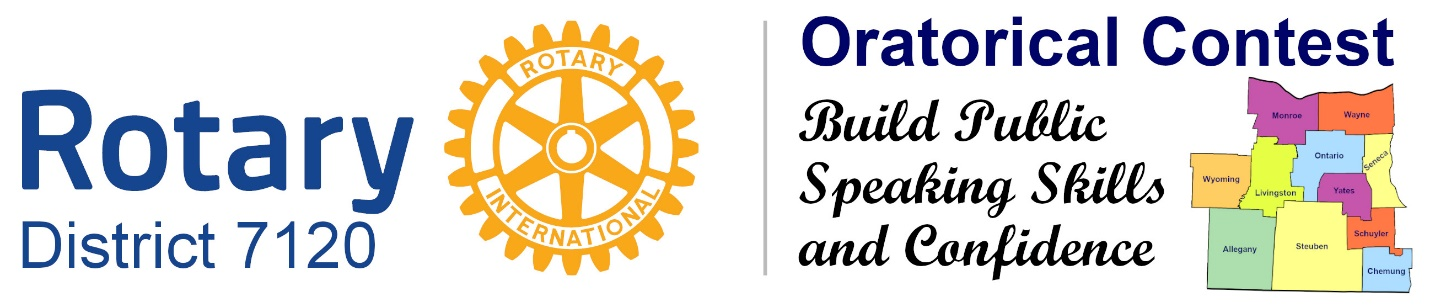 Rotary
District 7120
ROTARY
INTERNATIONAL
Oratorical Contest
Build Public
Speaking Skills
and Confidence
Monroe
Wayne
Ontario
Seneca
Wyoming
Livingston
Yates
Allegany
Steuben
Schuyler
Chemung